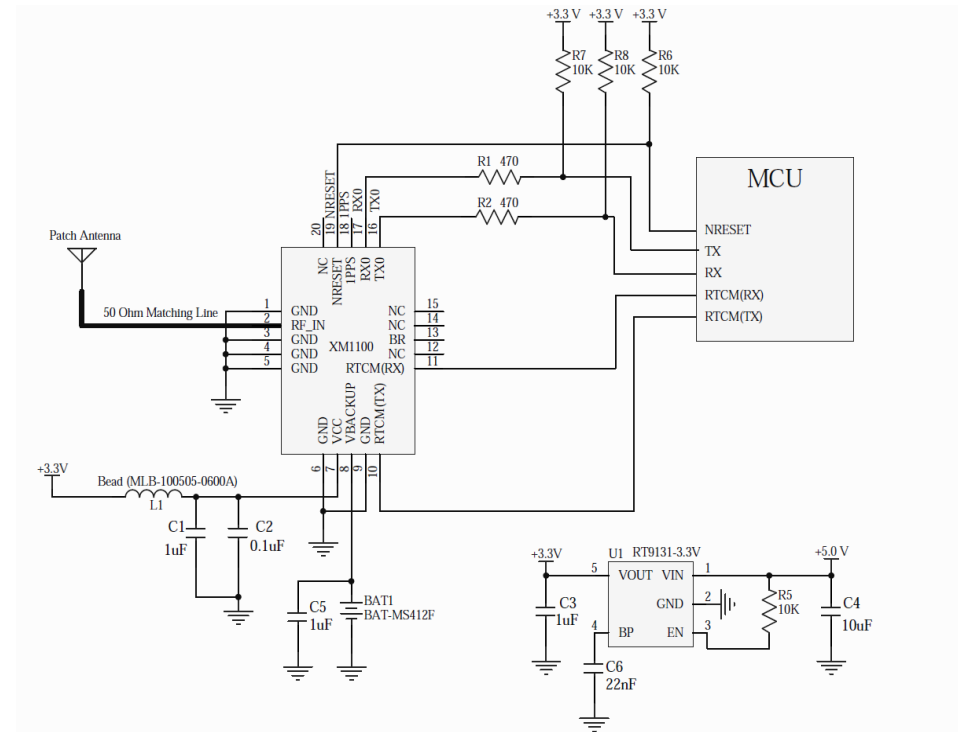 +3.3 V +3.3 V +3.3 V
R7 R8 R6
10K 10K 10K
R1 470
R2 470
MCU
NRESET
TX
RX
RTCM(RX)
RTCM(TX)
NRESET
1PPS
RX0
TX0
20
19
18
17
16
Patch Antenna
50 Ohm Matching Line
NC
NRESET
1PPS
RX0
TX0
1 GND
2 RF_IN
3 GND
4 GND
5 GND
XM1100
NC 15
NC 14
BR 13
NC 12
RTCM(RX) 11
GND
VCC
VBACKUP
GND
RTCM(TX)
6
7
8
9
10
+3.3V
Bead (MLB-100505-0600A)
L1
C1
1uF
C2
0.1uF
C5
1uF
BAT1
BAT-MS412F
+3.3V
U1 RT9131-3.3V
+5.0 V
5 VOUT VIN 1
GND 2
4 BP EN 3
C3
1uF
R5
10K
C4
10uF
C6
22nF